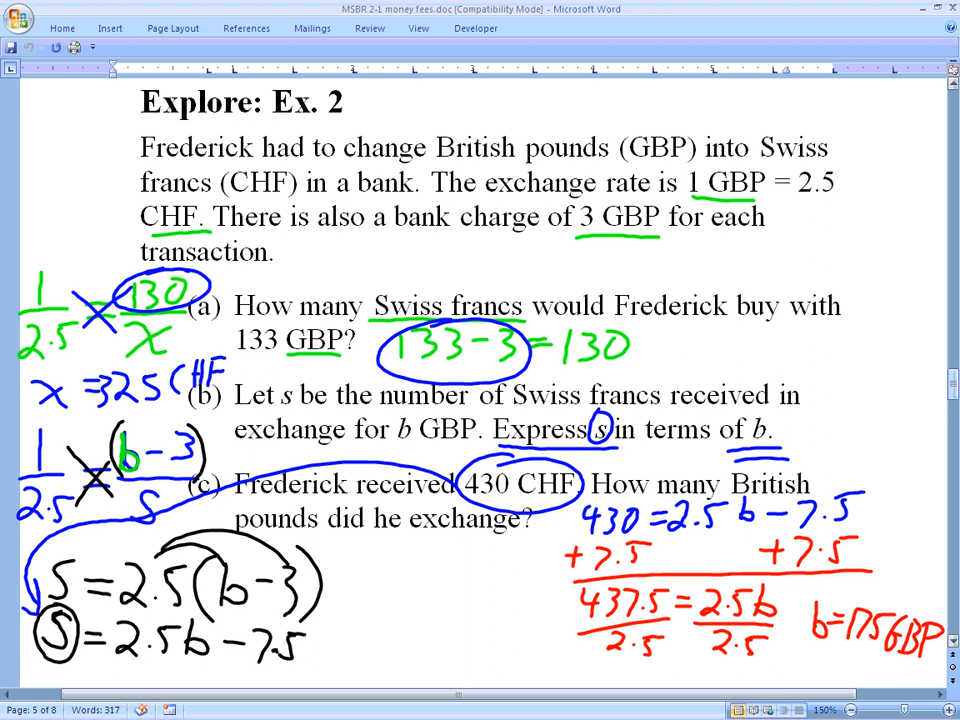 MSBR 2-1 money fees.doc [Compatibility Mode] - Microsoft Word
Home Insert Page Layout References Mailings Review View Developer
Explore: Ex. 2
Frederick had to change British pounds (GBP) into Swiss
francs (CHF) in a bank. The exchange rate is 1 GBP = 2.5
CHF. There is also a bank charge of 3 GBP for each
transaction.
(a) How many Swiss francs would Frederick buy with
133 GBP?
133 - 3 = 130
1/2.5 = 130/x
x = 325 CHF
(b) Let s be the number of Swiss francs received in
exchange for b GBP. Express s in terms of b.
1/2.5 = (b - 3)/s
(c) Frederick received 430 CHF. How many British
pounds did he exchange?
S = 2.5(b - 3)
S = 2.5b - 7.5
430 = 2.5b - 7.5
+7.5 +7.5
437.5 = 2.5b
2.5 2.5
b = 175 GBP
Page: 5 of 8 Words: 317 150%